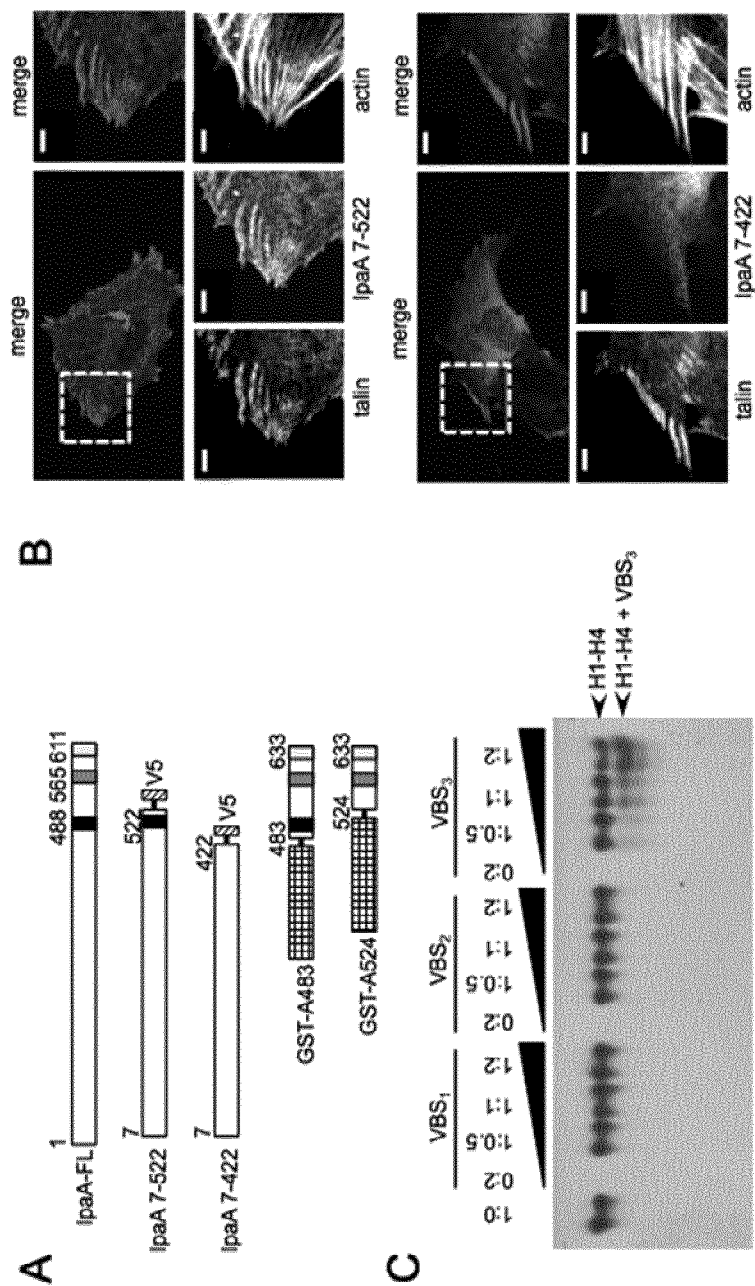 A
1
488 565 611
IpaA-FL
7
522
V5
IpaA 7-522
7
422
V5
IpaA 7-422
483
633
GST-A483
524
633
GST-A524
B
merge
merge
talin
IpaA 7-522
actin
merge
merge
talin
IpaA 7-422
actin
C
VBS₁
VBS₂
VBS₃
1:0
0:2
1:0.5
1:1
1:2
0:2
1:0.5
1:1
1:2
0:2
1:0.5
1:1
1:2
H1-H4
H1-H4 + VBS₃